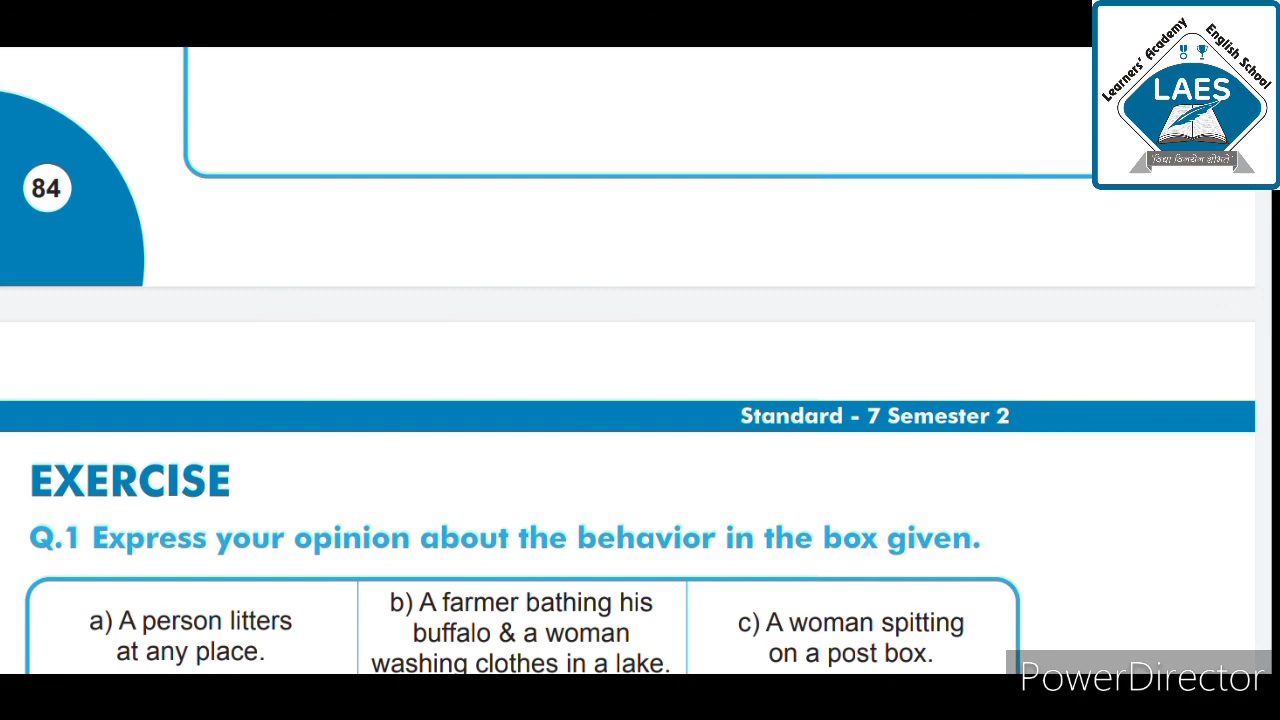 Learners' Academy English School
LAES
84
Standard - 7 Semester 2
EXERCISE
Q.1 Express your opinion about the behavior in the box given.
a) A person litters
at any place.
b) A farmer bathing his
buffalo & a woman
washing clothes in a lake.
c) A woman spitting
on a post box.
PowerDirector